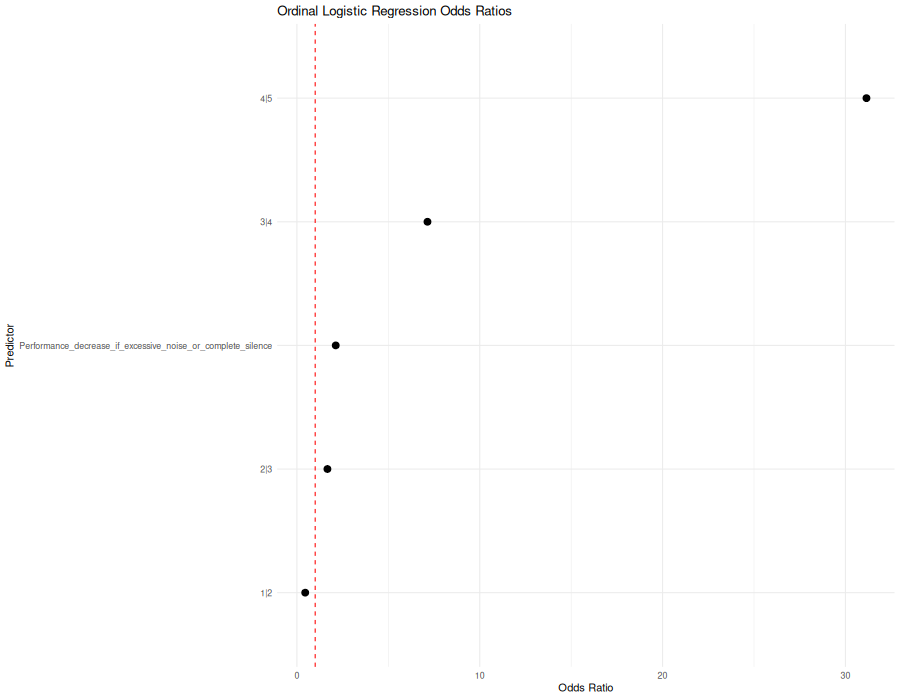 Ordinal Logistic Regression Odds Ratios
4|5
3|4
Performance_decrease_if_excessive_noise_or_complete_silence
2|3
1|2
Predictor
0 10 20 30
Odds Ratio